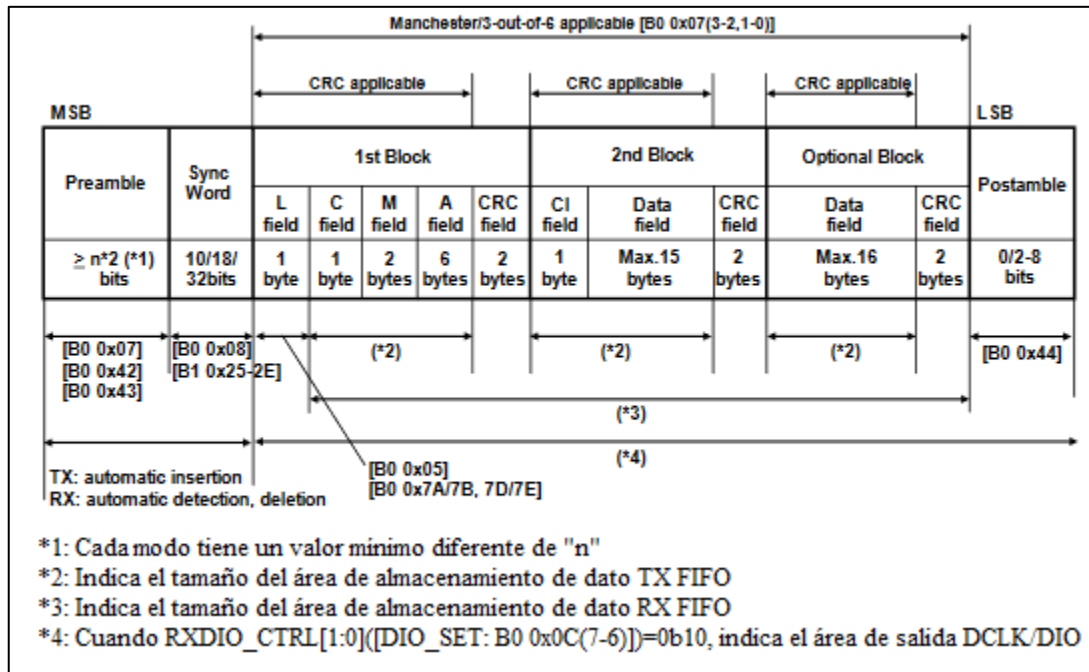 Manchester/3-out-of-6 applicable [B0 0x07(3-2,1-0)]
CRC applicable CRC applicable CRC applicable
MSB LSB
Preamble Sync Word 1st Block 2nd Block Optional Block Postamble
L field C field M field A field CRC field CI field Data field CRC field Data field CRC field
≥ n*2 (*1) bits 10/18/32bits 1 byte 1 byte 2 bytes 6 bytes 2 bytes 1 byte Max.15 bytes 2 bytes Max.16 bytes 2 bytes 0/2-8 bits
[B0 0x07] [B0 0x08] (*2) (*2) (*2) [B0 0x44]
[B0 0x42] [B1 0x25-2E]
[B0 0x43]
(*3)
(*4)
TX: automatic insertion [B0 0x05]
RX: automatic detection, deletion [B0 0x7A/7B, 7D/7E]
*1: Cada modo tiene un valor mínimo diferente de "n"
*2: Indica el tamaño del área de almacenamiento de dato TX FIFO
*3: Indica el tamaño del área de almacenamiento de dato RX FIFO
*4: Cuando RXDIO_CTRL[1:0]([DIO_SET: B0 0x0C(7-6)])=0b10, indica el área de salida DCLK/DIO